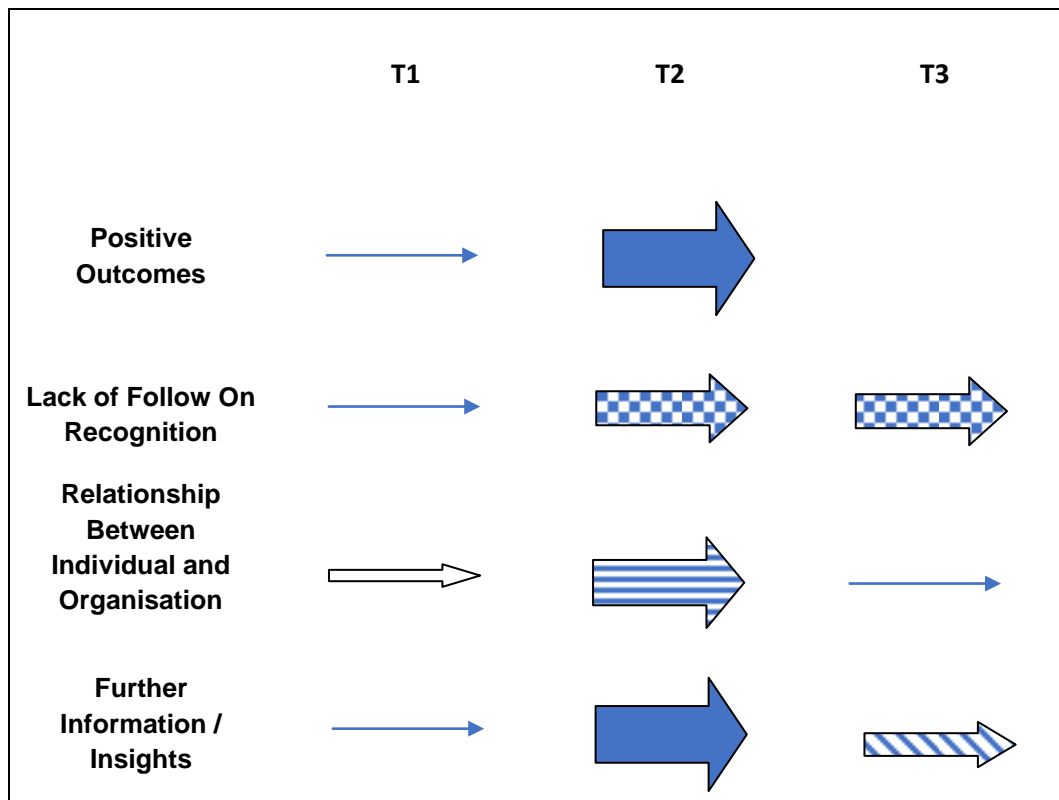 T1 T2 T3
Positive
Outcomes
Lack of Follow On
Recognition
Relationship
Between
Individual and
Organisation
Further
Information /
Insights